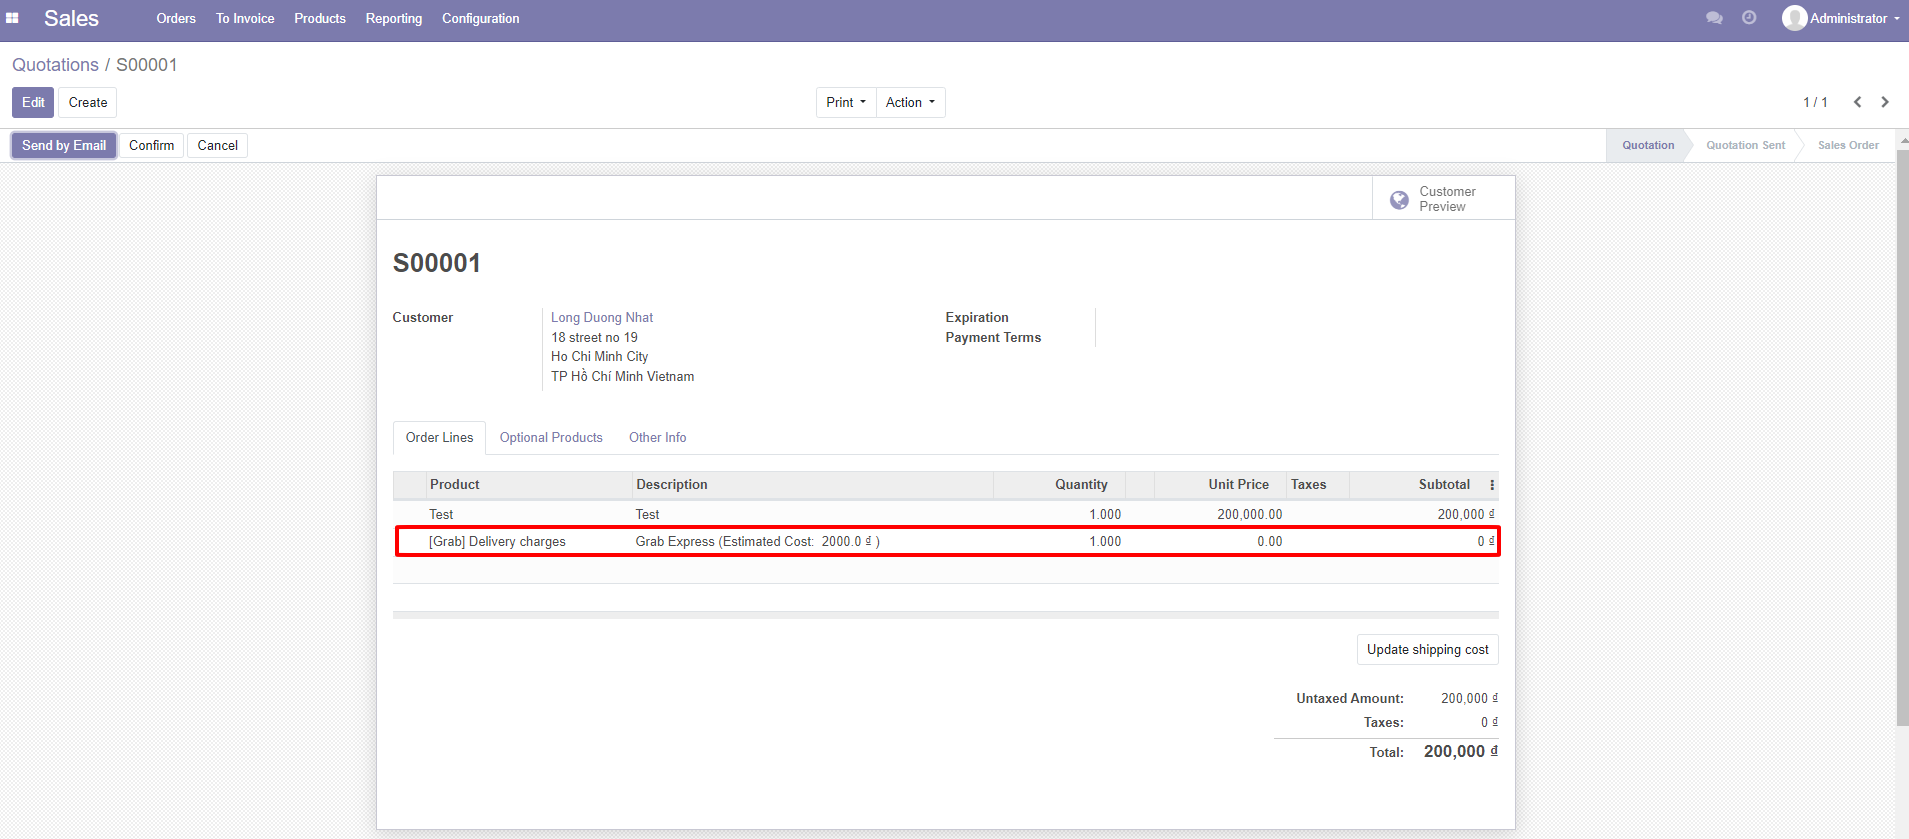 Sales Orders To Invoice Products Reporting Configuration Administrator
Quotations / S00001
Edit Create Print Action 1 / 1
Send by Email Confirm Cancel Quotation Quotation Sent Sales Order
Customer
Preview
S00001
Customer Long Duong Nhat Expiration
18 street no 19 Payment Terms
Ho Chi Minh City
TP Hồ Chí Minh Vietnam
Order Lines Optional Products Other Info
Product Description Quantity Unit Price Taxes Subtotal
Test Test 1.000 200,000.00 200,000 ₫
[Grab] Delivery charges Grab Express (Estimated Cost: 2000.0 ₫ ) 1.000 0.00 0 ₫
Update shipping cost
Untaxed Amount: 200,000 ₫
Taxes: 0 ₫
Total: 200,000 ₫